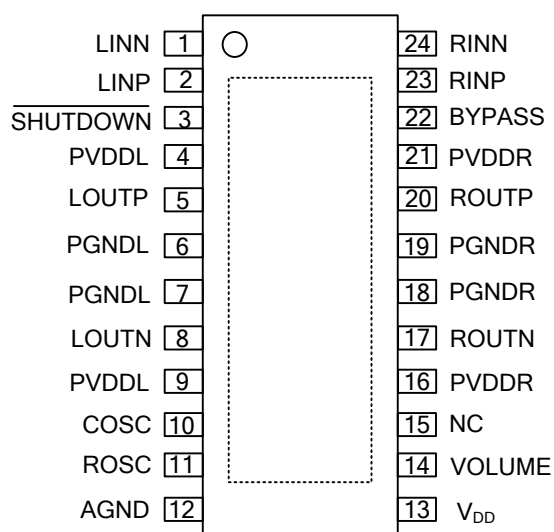 LINN 1 24 RINN
LINP 2 23 RINP
SHUTDOWN 3 22 BYPASS
PVDDL 4 21 PVDDR
LOUTP 5 20 ROUTP
PGNDL 6 19 PGNDR
PGNDL 7 18 PGNDR
LOUTN 8 17 ROUTN
PVDDL 9 16 PVDDR
COSC 10 15 NC
ROSC 11 14 VOLUME
AGND 12 13 VDD